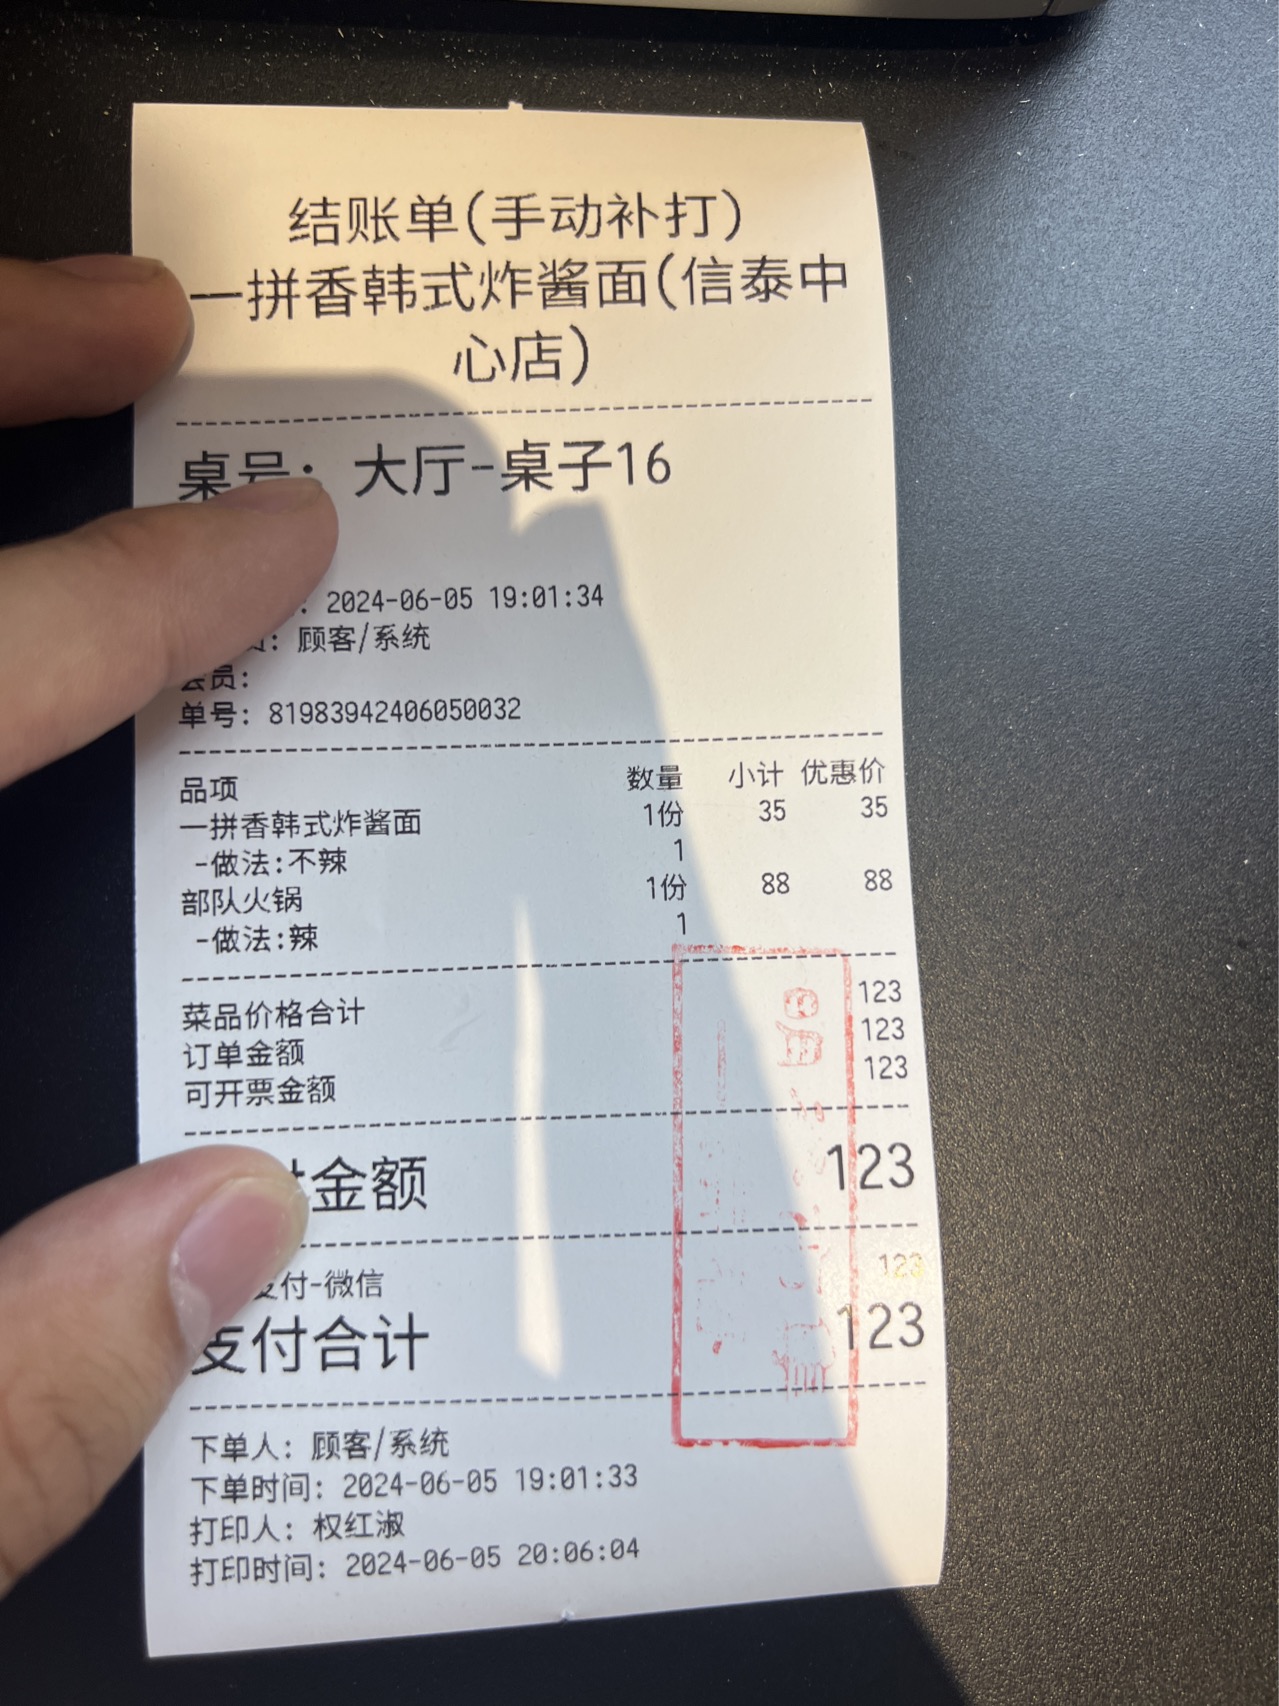 结账单(手动补打)
一拼香韩式炸酱面(信泰中
心店)
桌号: 大厅-桌子16
: 2024-06-05 19:01:34
员: 顾客/系统
会员:
单号: 81983942406050032
品项 数量 小计 优惠价
一拼香韩式炸酱面 1份 35 35
-做法:不辣 1
部队火锅 1份 88 88
-做法:辣 1
菜品价格合计 123
订单金额 123
可开票金额 123
金额 123
支付-微信 123
支付合计 123
下单人: 顾客/系统
下单时间: 2024-06-05 19:01:33
打印人: 权红淑
打印时间: 2024-06-05 20:06:04